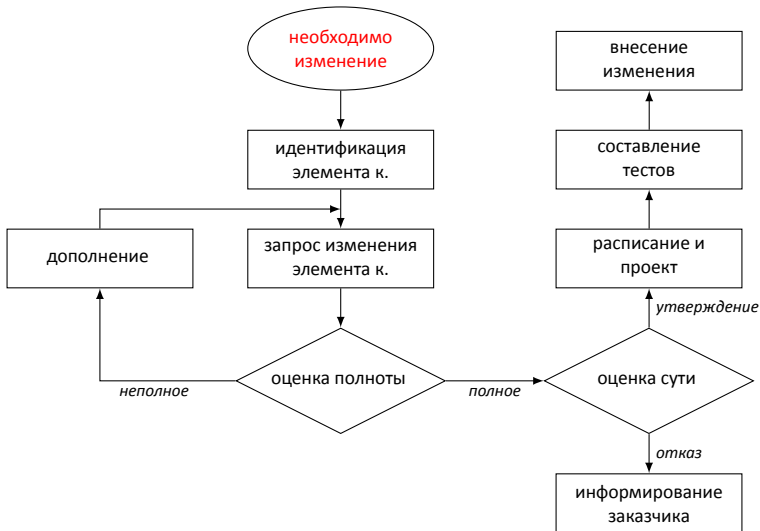 необходимо
изменение
идентификация
элемента к.
запрос изменения
элемента к.
дополнение
оценка полноты
неполное
полное
оценка сути
утверждение
расписание и
проект
составление
тестов
внесение
изменения
отказ
информирование
заказчика